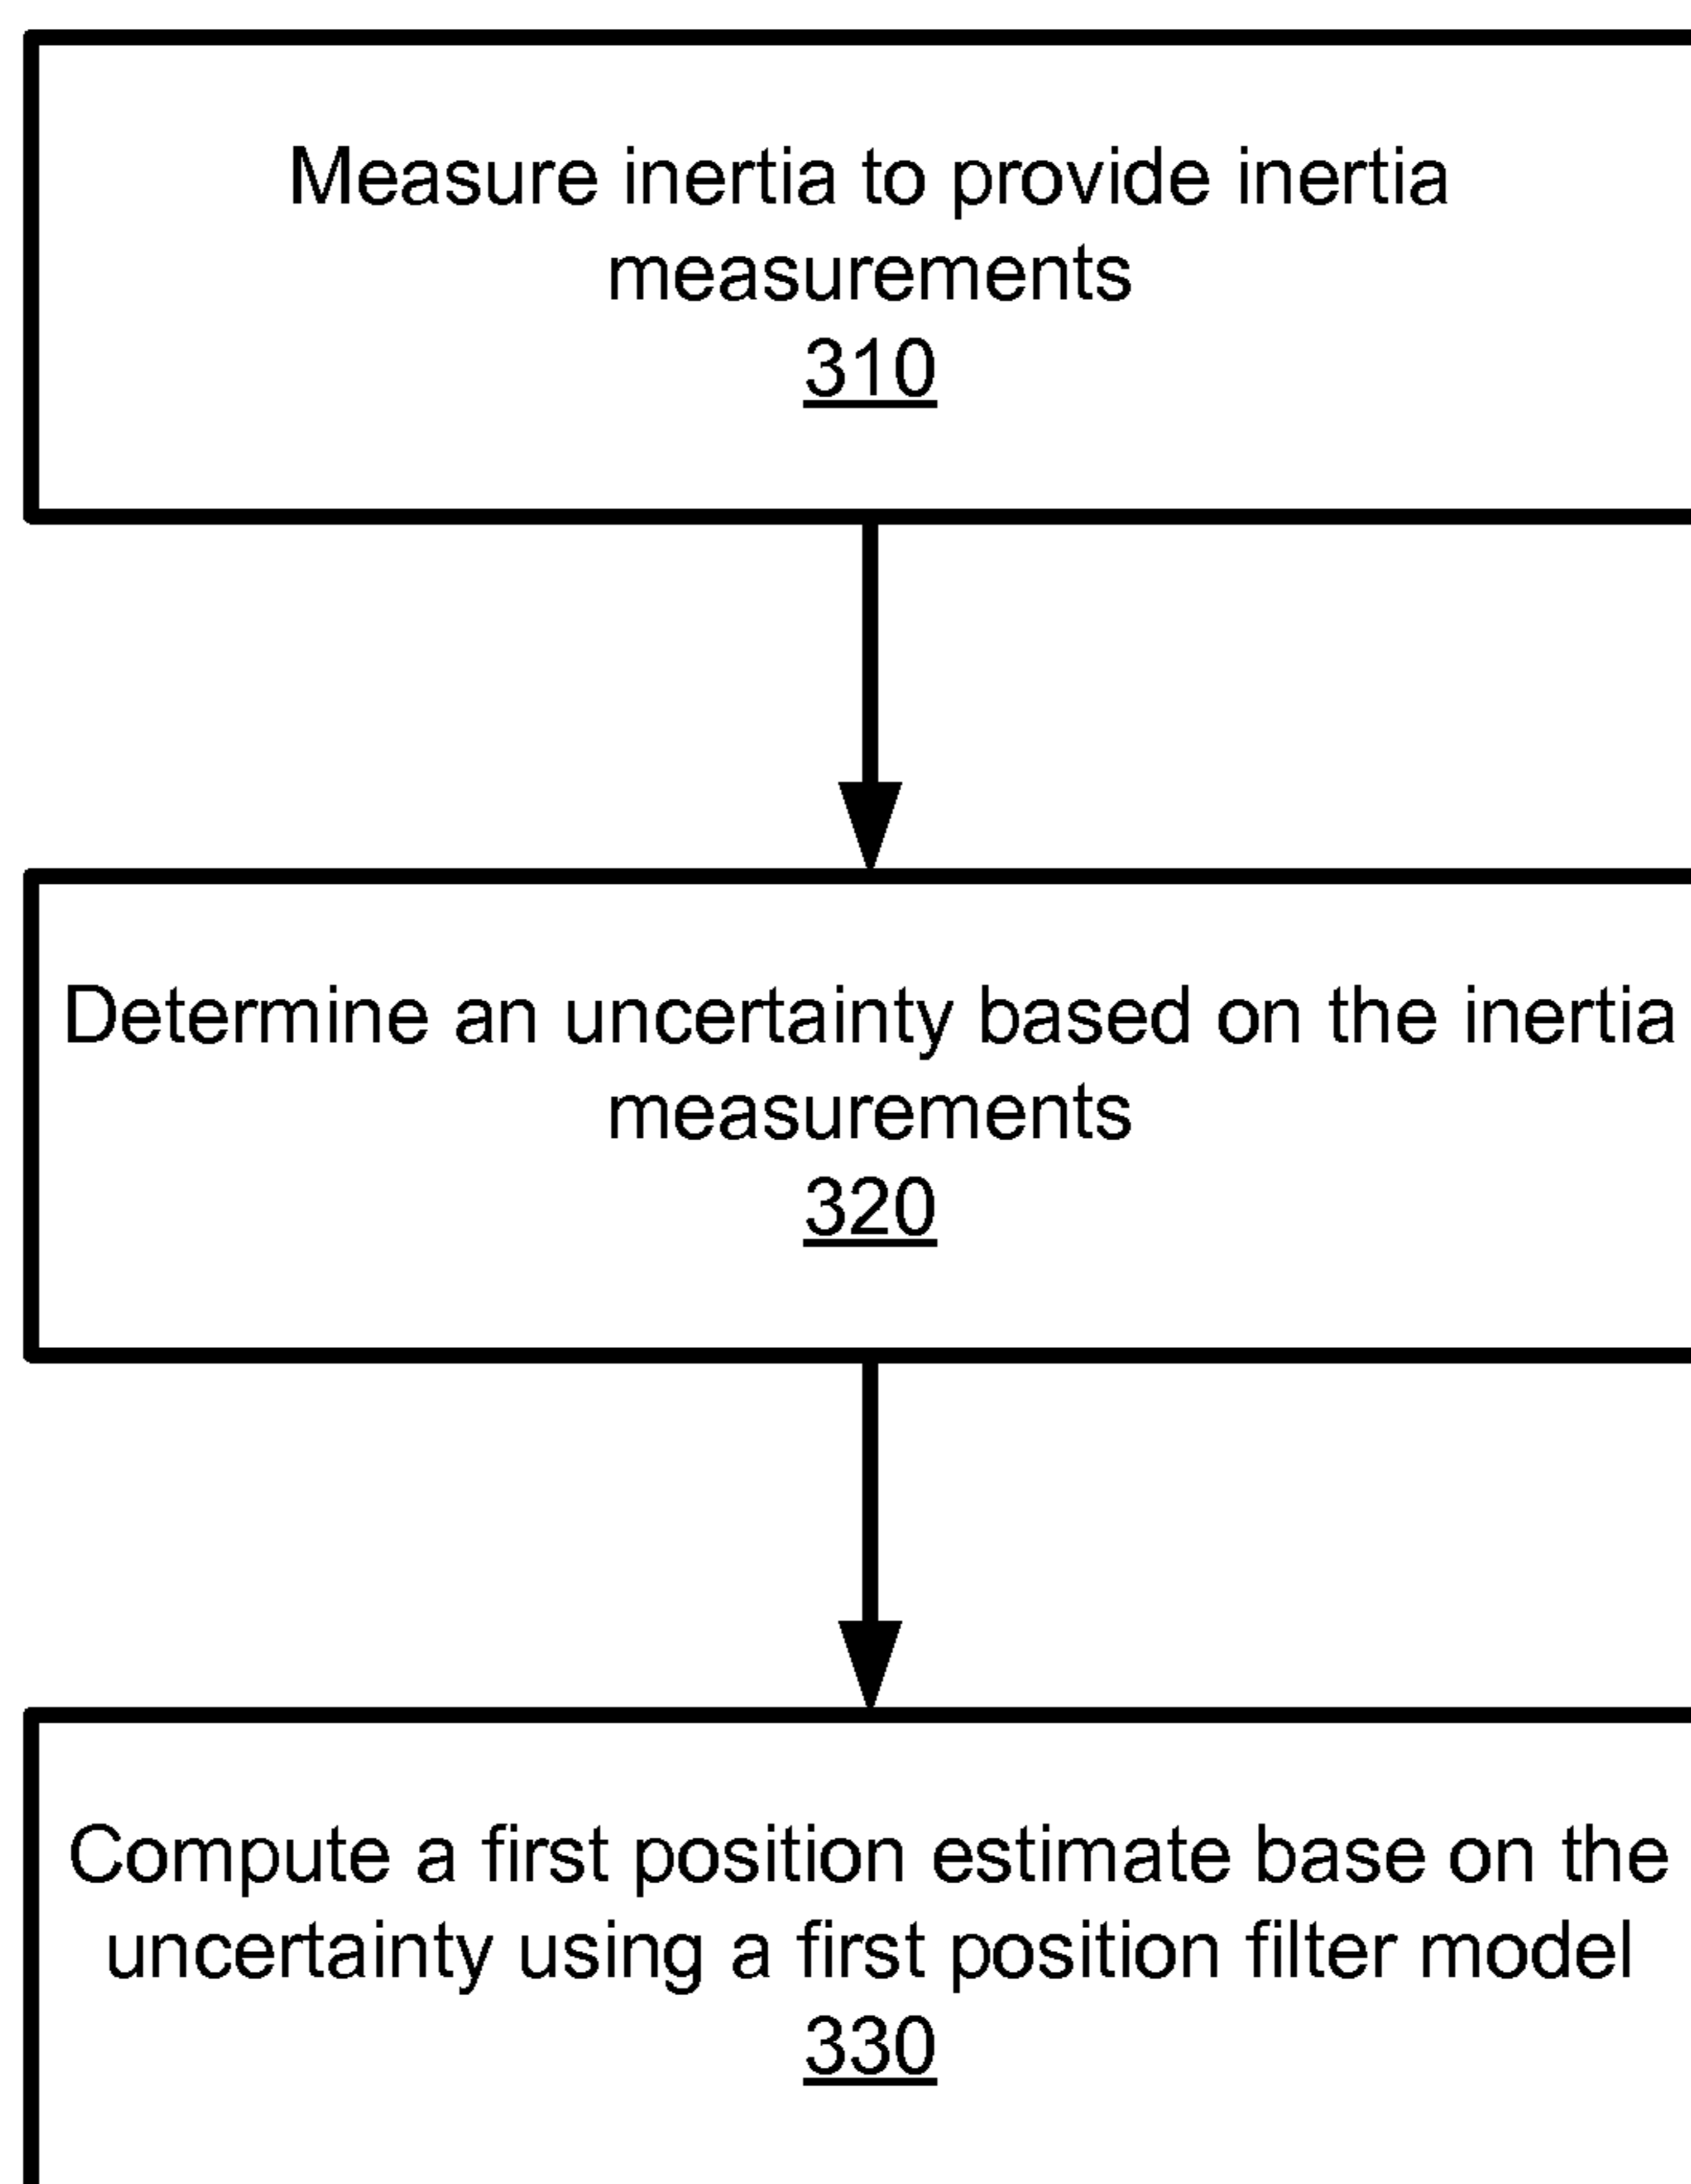 Measure inertia to provide inertia
measurements
310
Determine an uncertainty based on the inertia
measurements
320
Compute a first position estimate base on the
uncertainty using a first position filter model
330